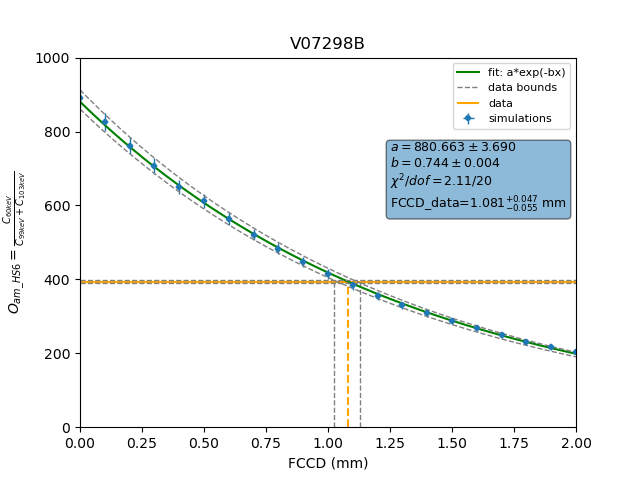 V07298B
1000
800
600
400
200
0
O_am_HS6 = C_60keV / (C_99keV + C_103keV)
fit: a*exp(-bx)
data bounds
data
simulations
a = 880.663 ± 3.690
b = 0.744 ± 0.004
χ²/dof = 2.11/20
FCCD_data=1.081 +0.047 −0.055 mm
0.00 0.25 0.50 0.75 1.00 1.25 1.50 1.75 2.00
FCCD (mm)